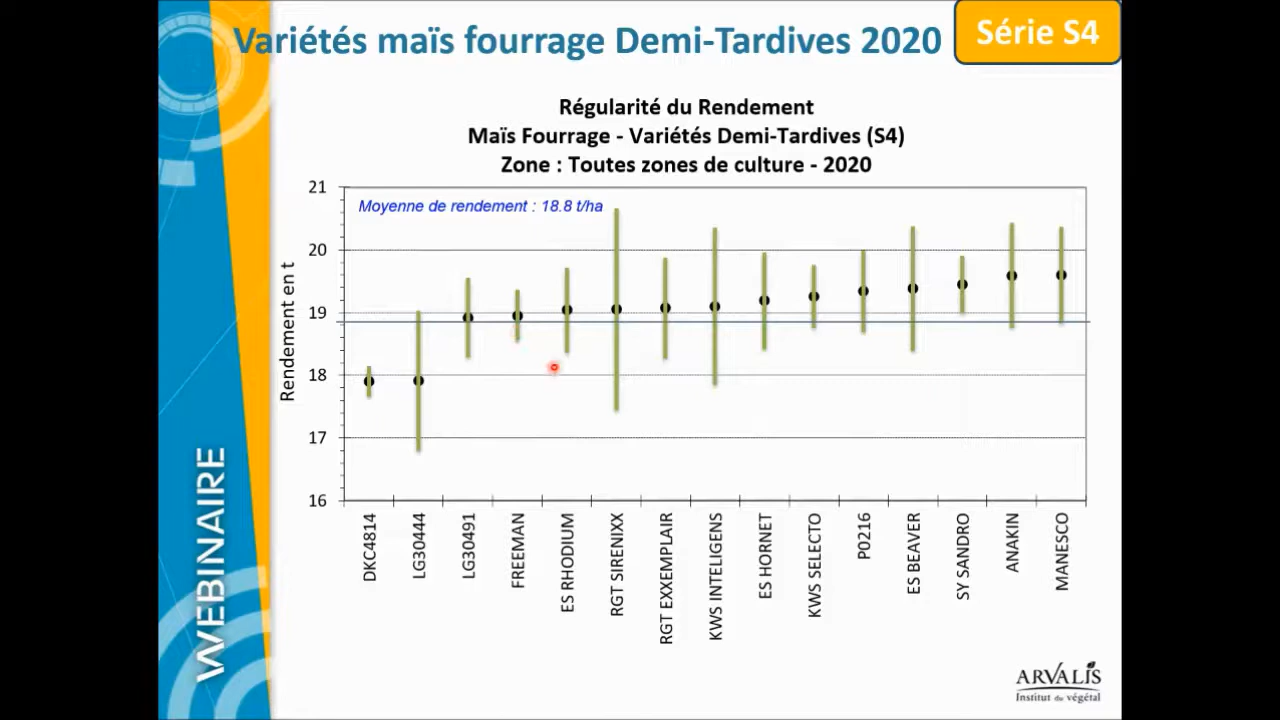 Variétés maïs fourrage Demi-Tardives 2020
Série S4
Régularité du Rendement
Maïs Fourrage - Variétés Demi-Tardives (S4)
Zone : Toutes zones de culture - 2020
Moyenne de rendement : 18.8 t/ha
Rendement en t
21
20
19
18
17
16
DKC4814
LG30444
LG30491
FREEMAN
ES RHODIUM
RGT SIRENIXX
RGT EXXEMPLAIR
KWS INTELIGENS
ES HORNET
KWS SELECTO
P0216
ES BEAVER
SY SANDRO
ANAKIN
MANESCO
WEBINAIRE
ARVALIS
Institut du végétal